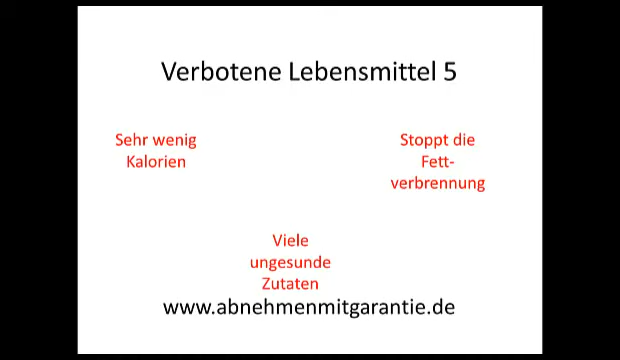 Verbotene Lebensmittel 5
Sehr wenig
Kalorien
Stoppt die
Fett-
verbrennung
Viele
ungesunde
Zutaten
www.abnehmenmitgarantie.de